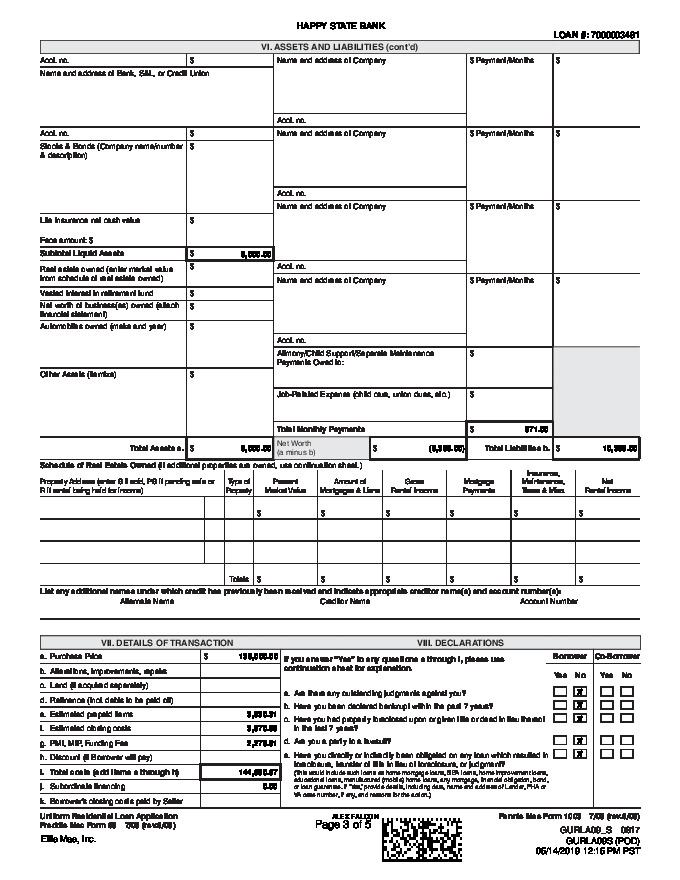 HAPPY STATE BANK
LOAN #: 7000003481
VI. ASSETS AND LIABILITIES (cont'd)
Acct. no. $ Name and address of Company $ Payment/Months $
Name and address of Bank, S&L, or Credit Union
Acct. no.
Acct. no. $ Name and address of Company $ Payment/Months $
Stocks & Bonds (Company name/number & description) $
Acct. no.
Name and address of Company $ Payment/Months $
Life insurance net cash value $
Face amount: $
Subtotal Liquid Assets $
Real estate owned (enter market value from schedule of real estate owned) $ Acct. no.
Name and address of Company $ Payment/Months $
Vested interest in retirement fund $
Net worth of business(es) owned (attach financial statement) $
Automobiles owned (make and year) $
Acct. no.
Alimony/Child Support/Separate Maintenance Payments Owed to: $
Other Assets (itemize) $
Job-Related Expense (child care, union dues, etc.) $
Total Monthly Payments $ 871.00
Total Assets a. $ Net Worth (a minus b) $ Total Liabilities b. $
Schedule of Real Estate Owned (If additional properties are owned, use continuation sheet.)
Property Address (enter S if sold, PS if pending sale or R if rental being held for income) Type of Property Present Market Value Amount of Mortgages & Liens Gross Rental Income Mortgage Payments Insurance, Maintenance, Taxes & Misc. Net Rental Income
$ $ $ $ $ $
Totals $ $ $ $ $ $
List any additional names under which credit has previously been received and indicate appropriate creditor name(s) and account number(s):
Alternate Name Creditor Name Account Number
VII. DETAILS OF TRANSACTION VIII. DECLARATIONS
a. Purchase Price $
b. Alterations, improvements, repairs
c. Land (if acquired separately)
d. Refinance (incl. debts to be paid off)
e. Estimated prepaid items
f. Estimated closing costs
g. PMI, MIP, Funding Fee
h. Discount (if Borrower will pay)
i. Total costs (add items a through h)
j. Subordinate financing 0.00
k. Borrower's closing costs paid by Seller
If you answer "Yes" to any questions a through i, please use continuation sheet for explanation.
Borrower Co-Borrower
Yes No Yes No
a. Are there any outstanding judgments against you? X
b. Have you been declared bankrupt within the past 7 years? X
c. Have you had property foreclosed upon or given title or deed in lieu thereof in the last 7 years? X
d. Are you a party to a lawsuit? X
e. Have you directly or indirectly been obligated on any loan which resulted in foreclosure, transfer of title in lieu of foreclosure, or judgment? X
(This would include such loans as home mortgage loans, SBA loans, home improvement loans, educational loans, manufactured (mobile) home loans, any mortgage, financial obligation, bond, or loan guarantee. If "Yes," provide details, including date, name and address of Lender, FHA or VA case number, if any, and reasons for the action.)
Uniform Residential Loan Application
Freddie Mac Form 65 7/05 (rev.6/09)
Page 3 of 5
Fannie Mae Form 1003 7/05 (rev.6/09)
Ellie Mae, Inc.
GURLA09_S 0817
GURLA09S (POD)
06/14/2019 12:15 PM PST